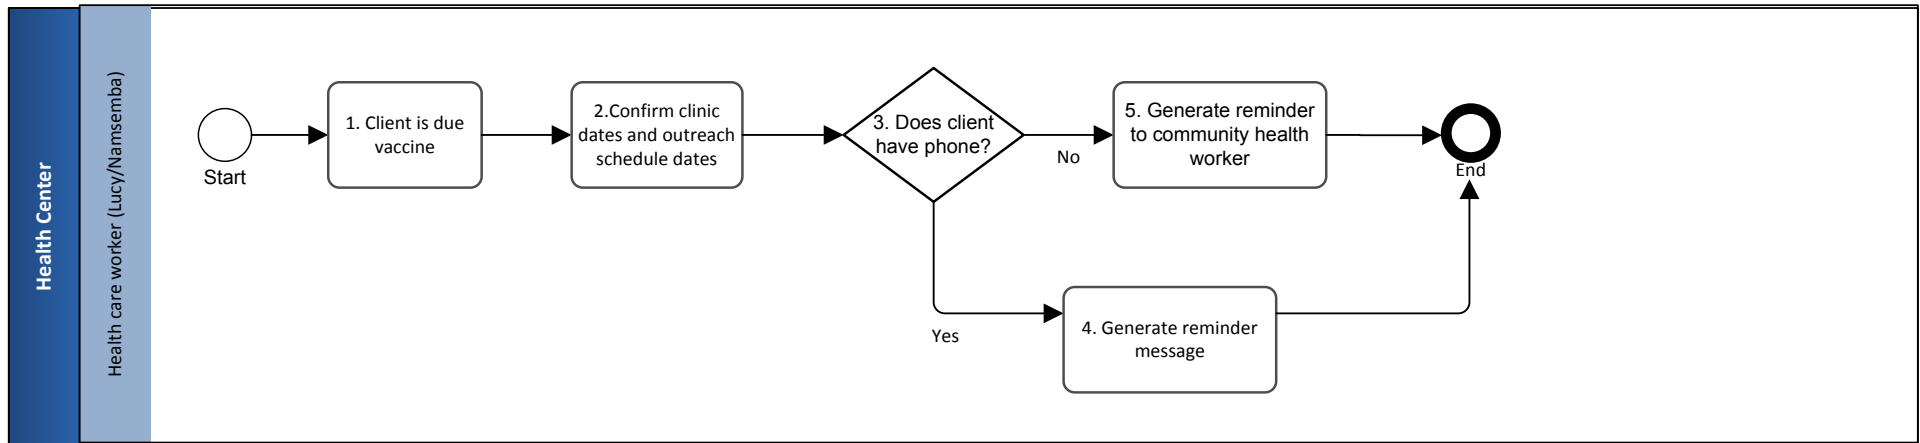 Health Center
Health care worker (Lucy/Namsemba)
Start
1. Client is due
vaccine
2.Confirm clinic
dates and outreach
schedule dates
3. Does client
have phone?
No
5. Generate reminder
to community health
worker
End
Yes
4. Generate reminder
message